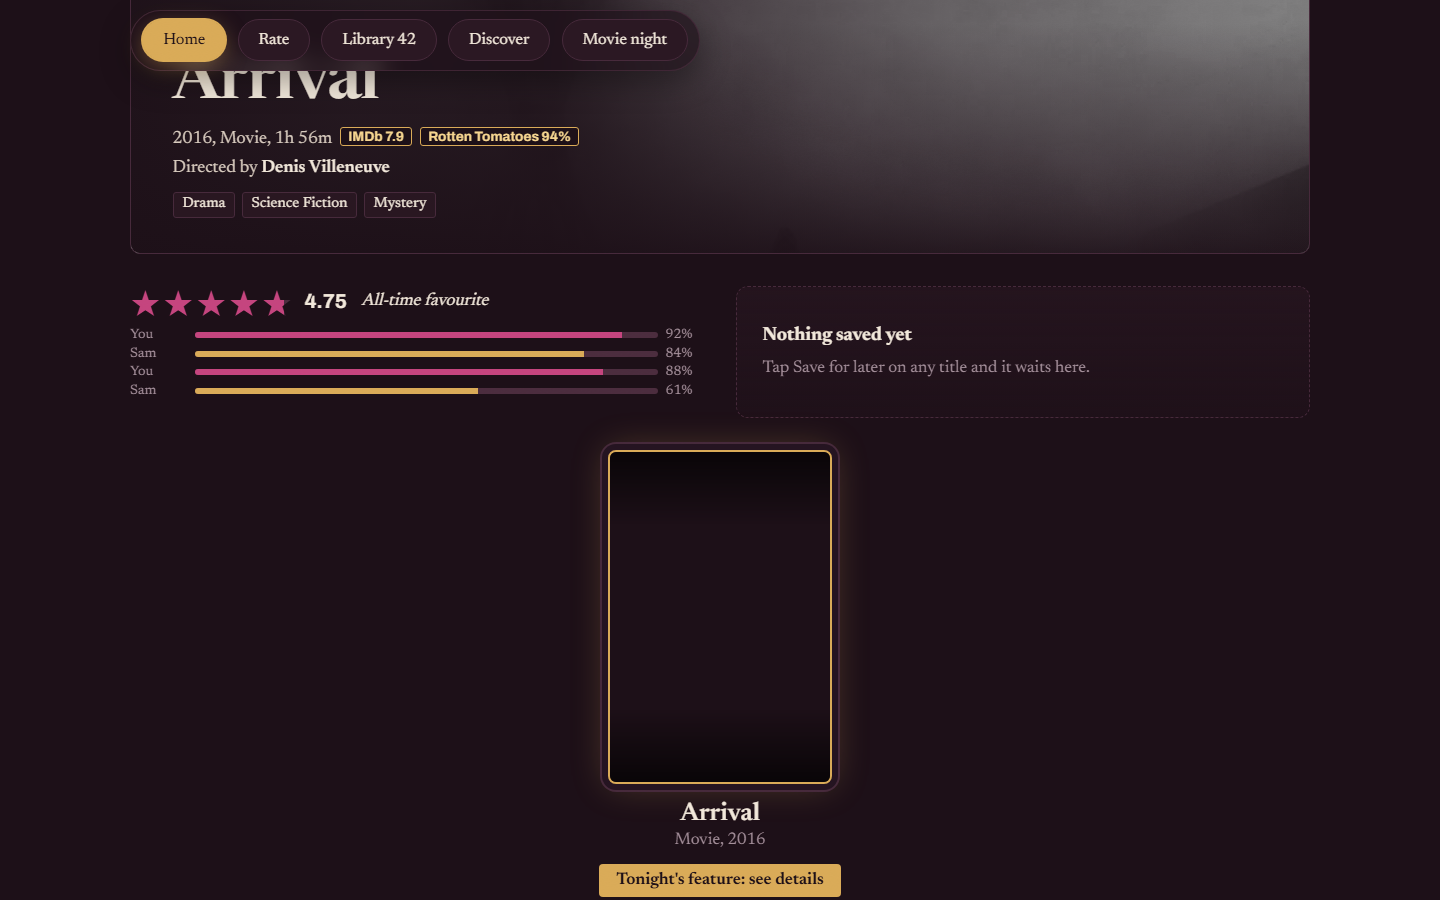 Home Rate Library 42 Discover Movie night
Arrival
2016, Movie, 1h 56m IMDb 7.9 Rotten Tomatoes 94%
Directed by Denis Villeneuve
Drama Science Fiction Mystery
4.75 All-time favourite
You 92%
Sam 84%
You 88%
Sam 61%
Nothing saved yet
Tap Save for later on any title and it waits here.
Arrival
Movie, 2016
Tonight's feature: see details